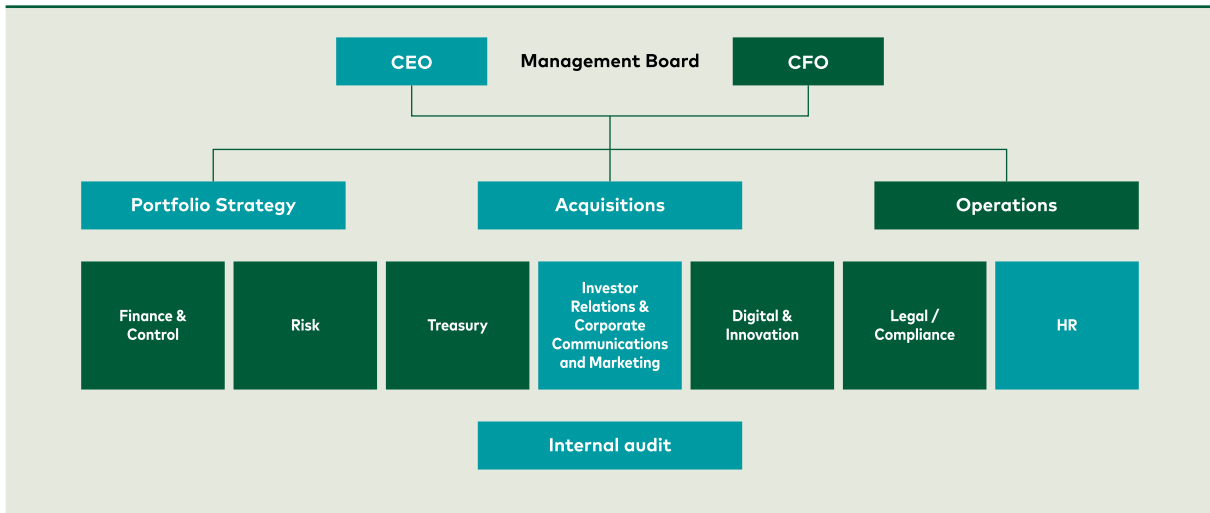 CEO
Management Board
CFO
Portfolio Strategy
Acquisitions
Operations
Finance &
Control
Risk
Treasury
Investor
Relations &
Corporate
Communications
and Marketing
Digital &
Innovation
Legal /
Compliance
HR
Internal audit